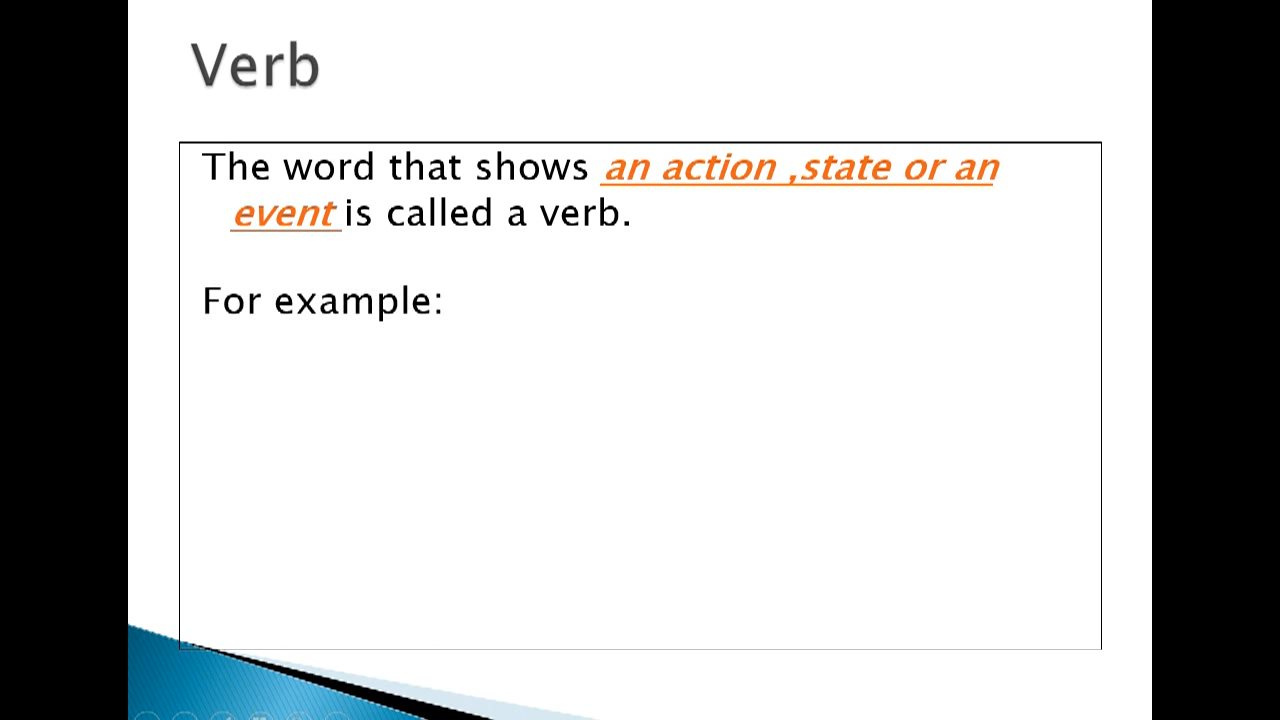 Verb
The word that shows an action ,state or an
event is called a verb.
For example: